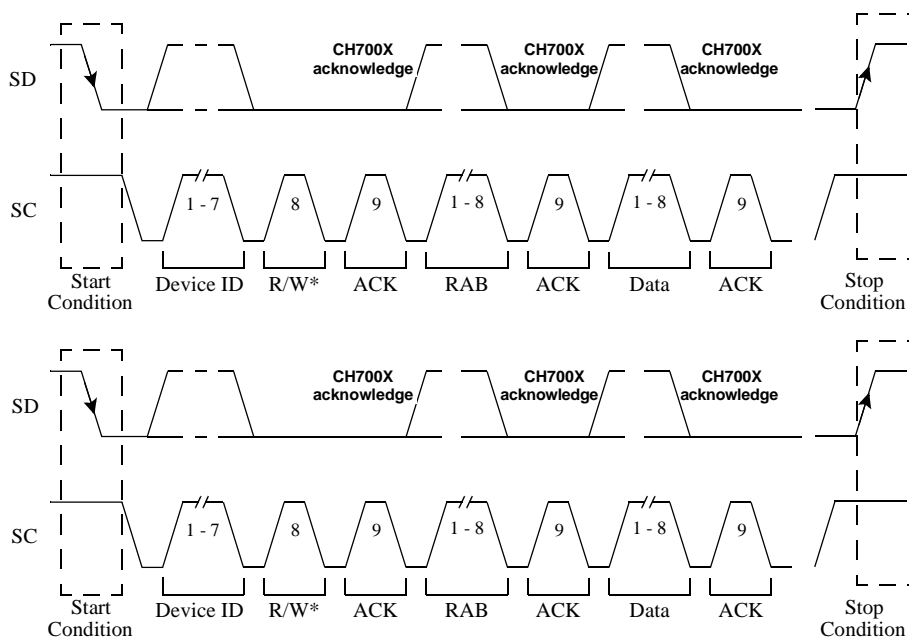 CH700X CH700X CH700X
acknowledge acknowledge acknowledge
SD
SC
1 - 7 8 9 1 - 8 9 1 - 8 9
Start Condition
Device ID R/W* ACK RAB ACK Data ACK
Stop Condition
CH700X CH700X CH700X
acknowledge acknowledge acknowledge
SD
SC
1 - 7 8 9 1 - 8 9 1 - 8 9
Start Condition
Device ID R/W* ACK RAB ACK Data ACK
Stop Condition